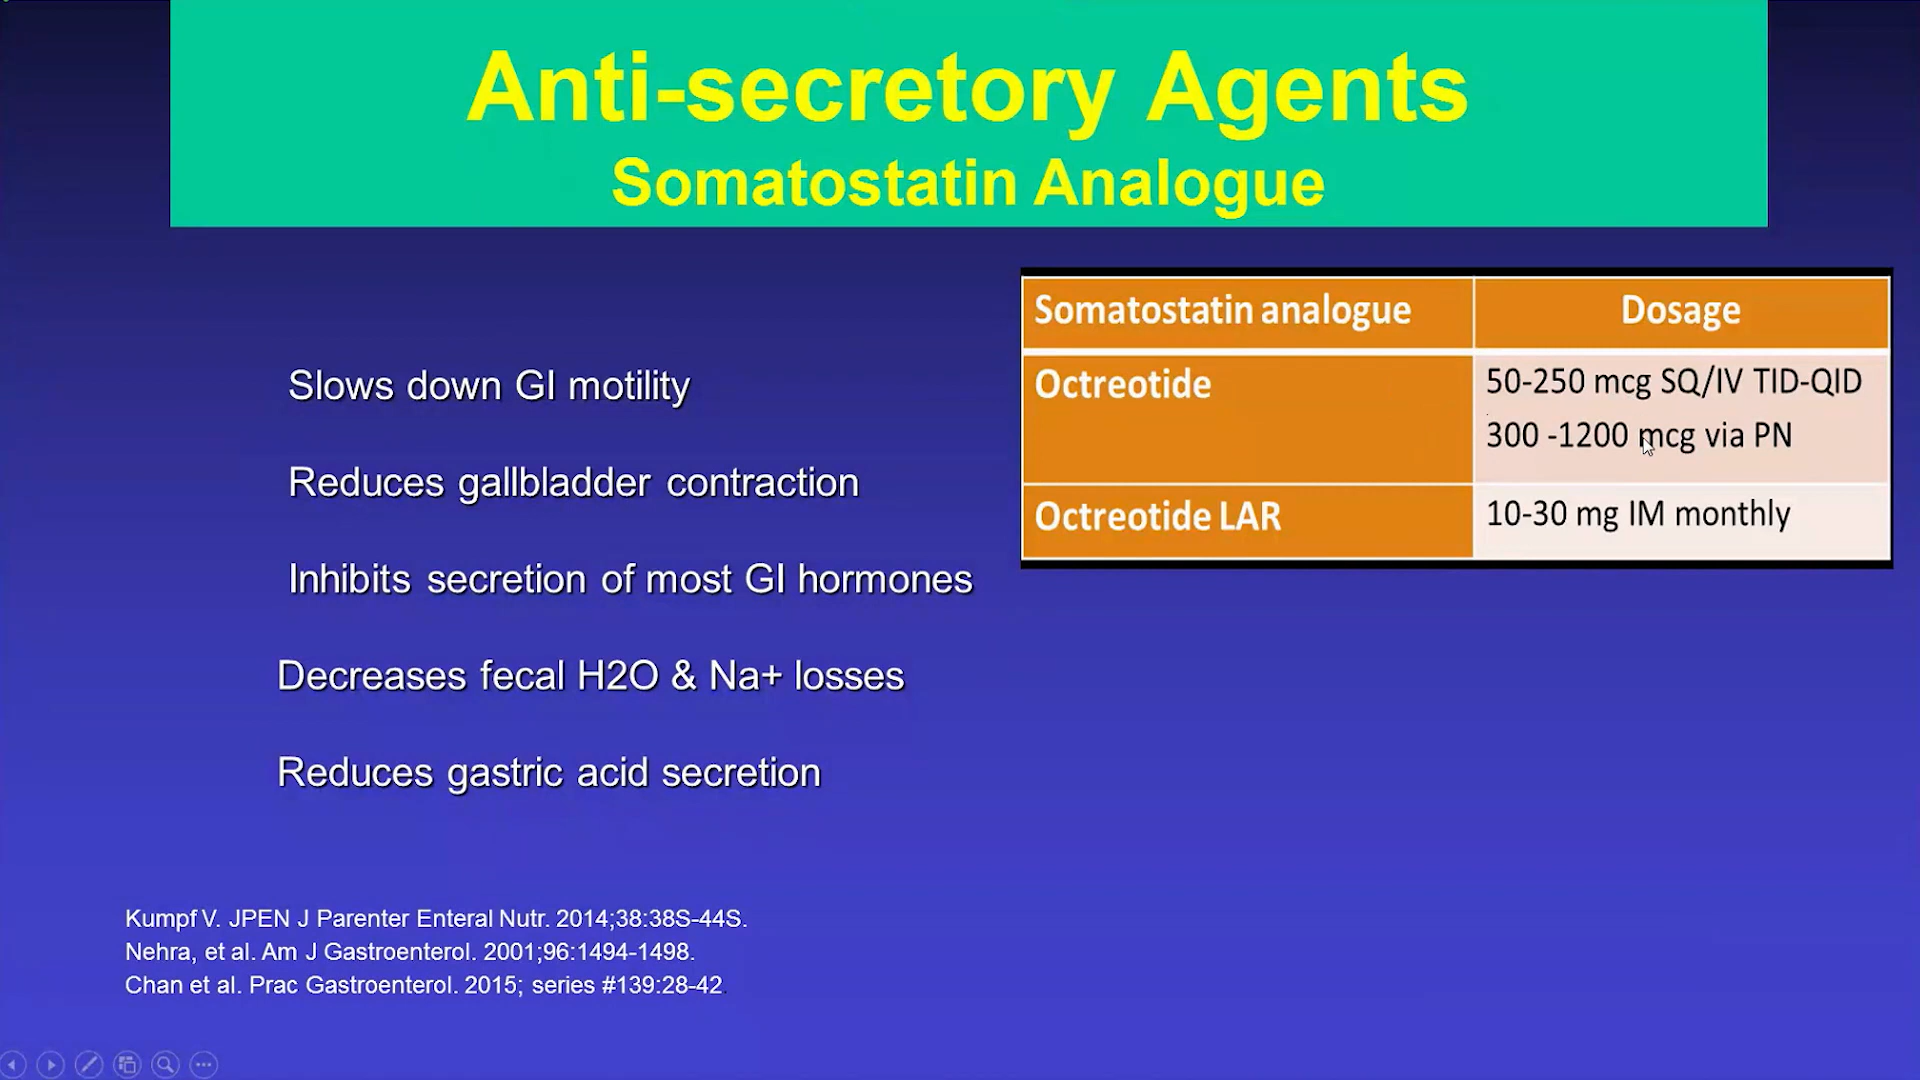 Anti-secretory Agents
Somatostatin Analogue
Slows down GI motility
Reduces gallbladder contraction
Inhibits secretion of most GI hormones
Decreases fecal H2O & Na+ losses
Reduces gastric acid secretion
Somatostatin analogue Dosage
Octreotide 50-250 mcg SQ/IV TID-QID
300 -1200 mcg via PN
Octreotide LAR 10-30 mg IM monthly
Kumpf V. JPEN J Parenter Enteral Nutr. 2014;38:38S-44S.
Nehra, et al. Am J Gastroenterol. 2001;96:1494-1498.
Chan et al. Prac Gastroenterol. 2015; series #139:28-42